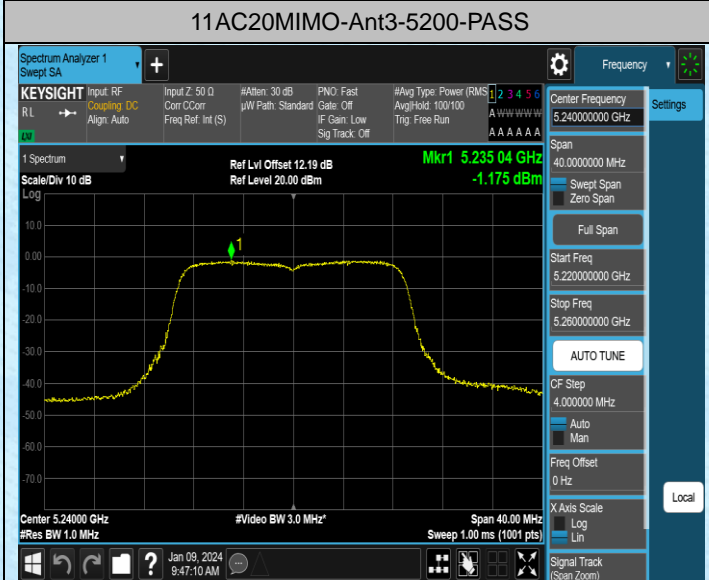 11AC20MIMO-Ant3-5200-PASS
Spectrum Analyzer 1
Swept SA
+
Frequency
KEYSIGHT
RL
LXI
Input: RF
Coupling: DC
Align: Auto
Input Z: 50 Ω
Corr CCorr
Freq Ref: Int (S)
#Atten: 30 dB
µW Path: Standard
PNO: Fast
Gate: Off
IF Gain: Low
Sig Track: Off
#Avg Type: Power (RMS
Avg|Hold: 100/100
Trig: Free Run
1 2 3 4 5 6
A W W W W W
A A A A A A
Center Frequency
5.240000000 GHz
Settings
Span
40.0000000 MHz
Swept Span
Zero Span
Full Span
Start Freq
5.220000000 GHz
Stop Freq
5.260000000 GHz
AUTO TUNE
CF Step
4.000000 MHz
Auto
Man
Freq Offset
0 Hz
X Axis Scale
Log
Lin
Local
Signal Track
(Span Zoom)
1 Spectrum
Scale/Div 10 dB
Log
Ref Lvl Offset 12.19 dB
Ref Level 20.00 dBm
Mkr1 5.235 04 GHz
-1.175 dBm
1
10.0
0.00
-10.0
-20.0
-30.0
-40.0
-50.0
-60.0
-70.0
Center 5.24000 GHz
#Res BW 1.0 MHz
#Video BW 3.0 MHz*
Span 40.00 MHz
Sweep 1.00 ms (1001 pts)
?
Jan 09, 2024
9:47:10 AM